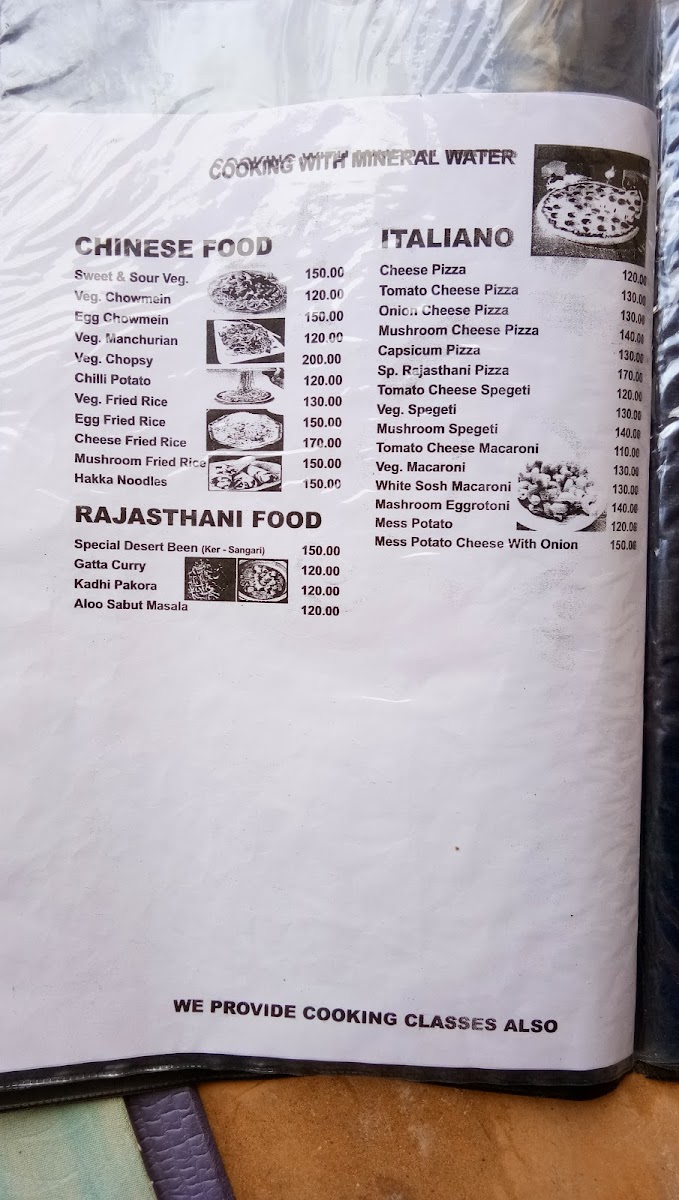 COOKING WITH MINERAL WATER
CHINESE FOOD
Sweet & Sour Veg. 150.00
Veg. Chowmein 120.00
Egg Chowmein 150.00
Veg. Manchurian 120.00
Veg. Chopsy 200.00
Chilli Potato 120.00
Veg. Fried Rice 130.00
Egg Fried Rice 150.00
Cheese Fried Rice 170.00
Mushroom Fried Rice 150.00
Hakka Noodles 150.00
RAJASTHANI FOOD
Special Desert Been (Ker - Sangari) 150.00
Gatta Curry 120.00
Kadhi Pakora 120.00
Aloo Sabut Masala 120.00
ITALIANO
Cheese Pizza 120.00
Tomato Cheese Pizza 130.00
Onion Cheese Pizza 130.00
Mushroom Cheese Pizza 140.00
Capsicum Pizza 130.00
Sp. Rajasthani Pizza 170.00
Tomato Cheese Spegeti 120.00
Veg. Spegeti 130.00
Mushroom Spegeti 140.00
Tomato Cheese Macaroni 110.00
Veg. Macaroni 130.00
White Sosh Macaroni 130.00
Mashroom Eggrotoni 140.00
Mess Potato 120.00
Mess Potato Cheese With Onion 150.00
WE PROVIDE COOKING CLASSES ALSO